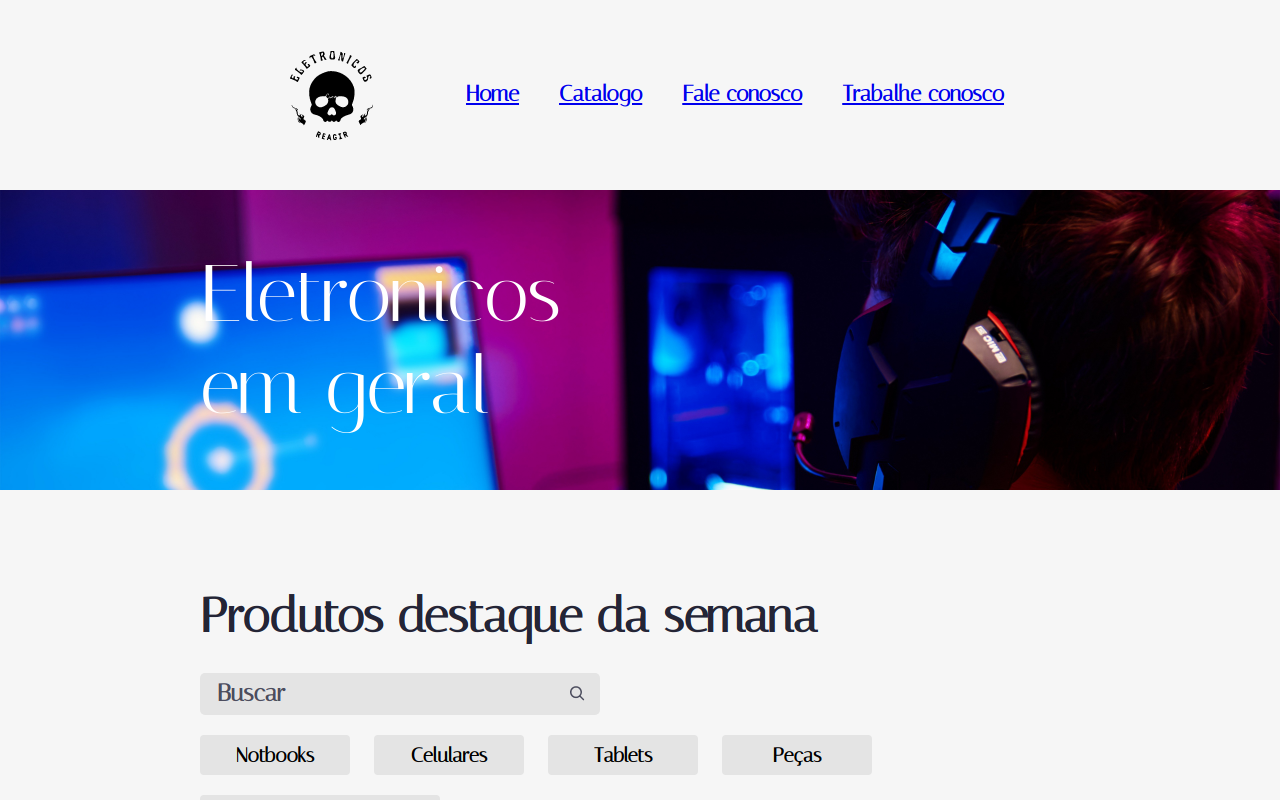 ELETRONICOS
REAGIR
Home
Catalogo
Fale conosco
Trabalhe conosco
Eletronicos
em geral
MIC
Produtos destaque da semana
Buscar
Notbooks
Celulares
Tablets
Peças